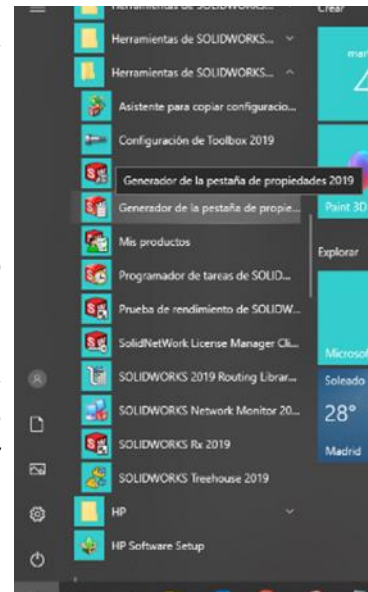 Herramientas de SOLIDWORKS...
Crear
Herramientas de SOLIDWORKS...
Herramientas de SOLIDWORKS...
Asistente para copiar configuracio...
Configuración de Toolbox 2019
Generador de la pestaña de propiedades 2019
Generador de la pestaña de propie...
Paint 3D
Mis productos
Explorar
Programador de tareas de SOLID...
Prueba de rendimiento de SOLIDW...
SolidNetWork License Manager Cli...
Microsof
SOLIDWORKS 2019 Routing Librar...
Soleado
SOLIDWORKS Network Monitor 20...
28°
SOLIDWORKS Rx 2019
Madrid
SOLIDWORKS Treehouse 2019
HP
HP Software Setup